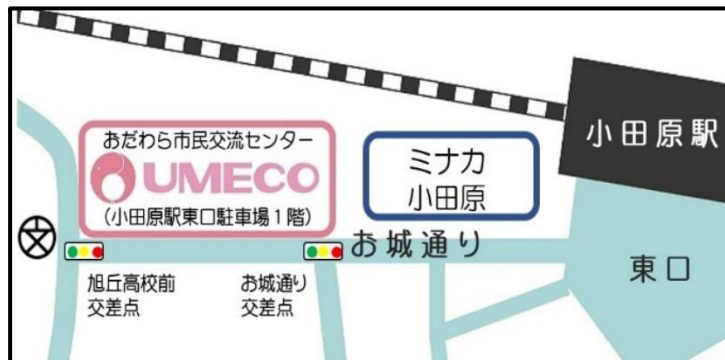 小田原駅
おだわら市民交流センター
UMECO
(小田原駅東口駐車場1階)
ミナカ
小田原
お城通り
東口
旭丘高校前
交差点
お城通り
交差点